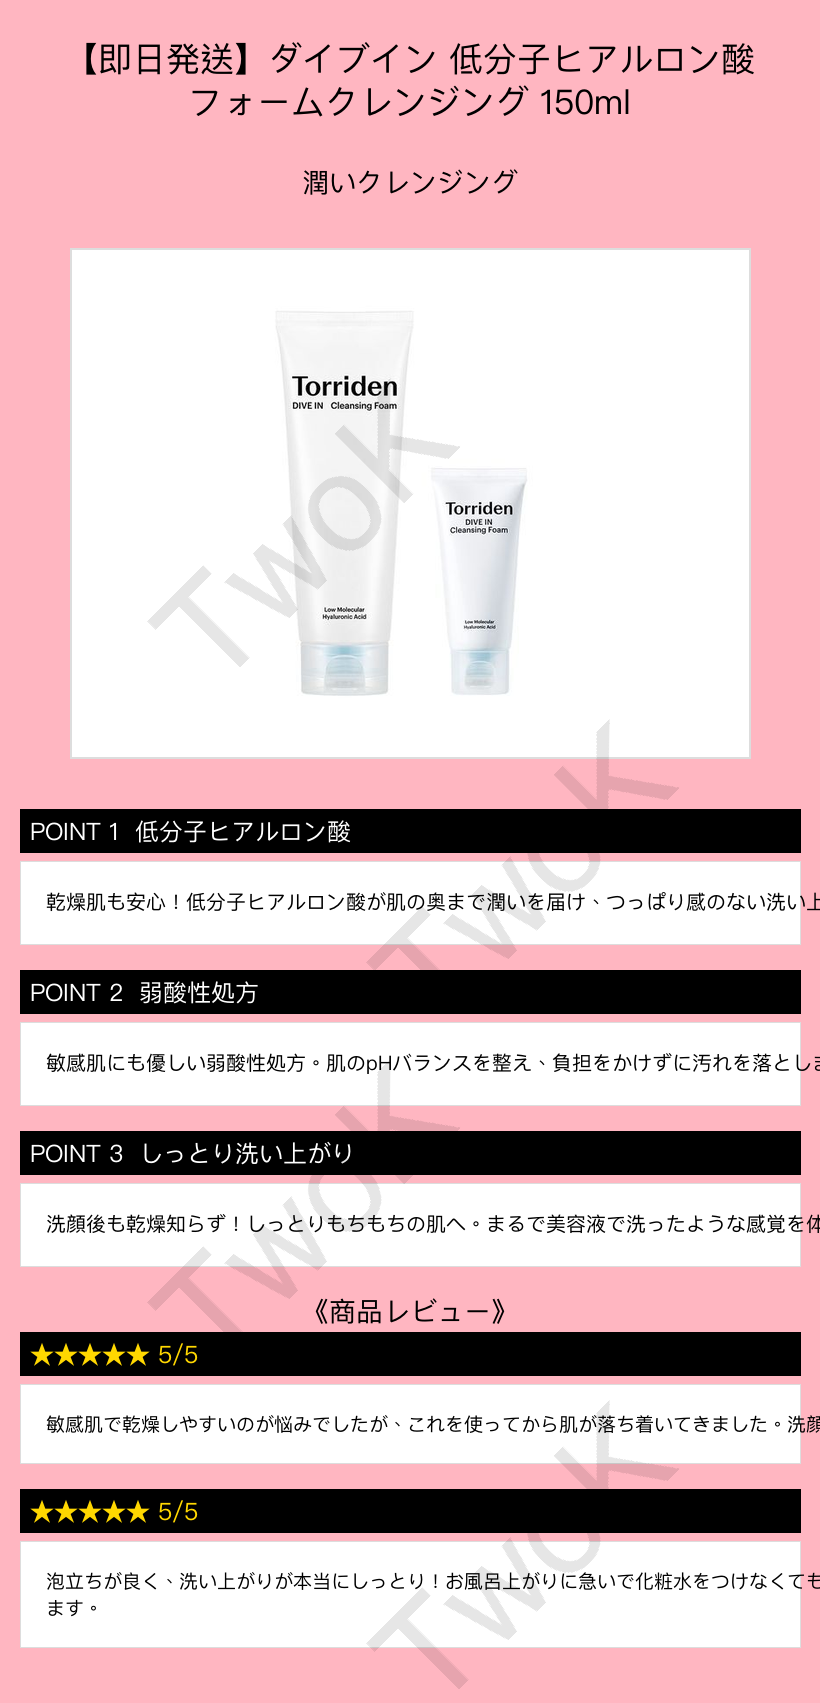 【即日発送】ダイブイン 低分子ヒアルロン酸
フォームクレンジング 150ml
潤いクレンジング
Torriden
DIVE IN Cleansing Foam
Low Molecular
Hyaluronic Acid
Torriden
DIVE IN
Cleansing Foam
Low Molecular
Hyaluronic Acid
TwoK
TwoK
POINT 1 低分子ヒアルロン酸
乾燥肌も安心！低分子ヒアルロン酸が肌の奥まで潤いを届け、つっぱり感のない洗い上
POINT 2 弱酸性処方
敏感肌にも優しい弱酸性処方。肌のpHバランスを整え、負担をかけずに汚れを落としま
TwoK
POINT 3 しっとり洗い上がり
洗顔後も乾燥知らず！しっとりもちもちの肌へ。まるで美容液で洗ったような感覚を体
《商品レビュー》
★★★★★ 5/5
敏感肌で乾燥しやすいのが悩みでしたが、これを使ってから肌が落ち着いてきました。洗顔
TwoK
★★★★★ 5/5
泡立ちが良く、洗い上がりが本当にしっとり！お風呂上がりに急いで化粧水をつけなくても
ます。